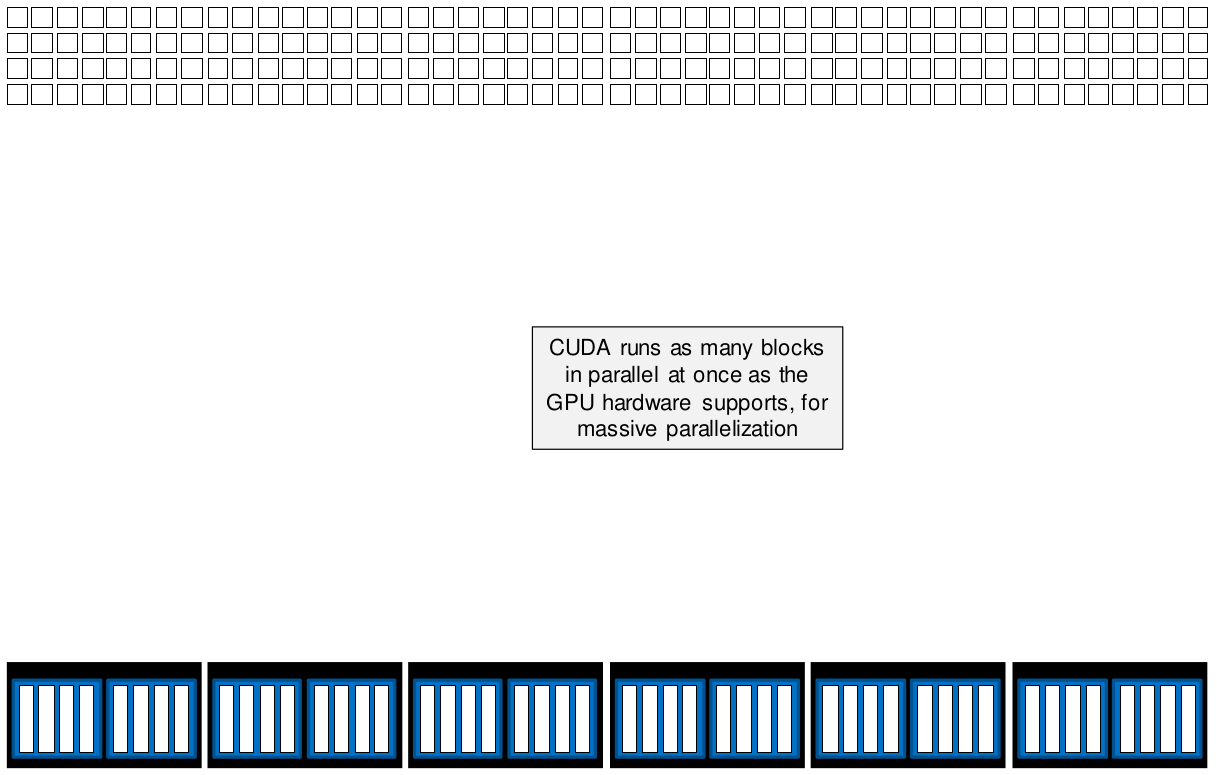 CUDA runs as many blocks
in parallel at once as the
GPU hardware supports, for
massive parallelization